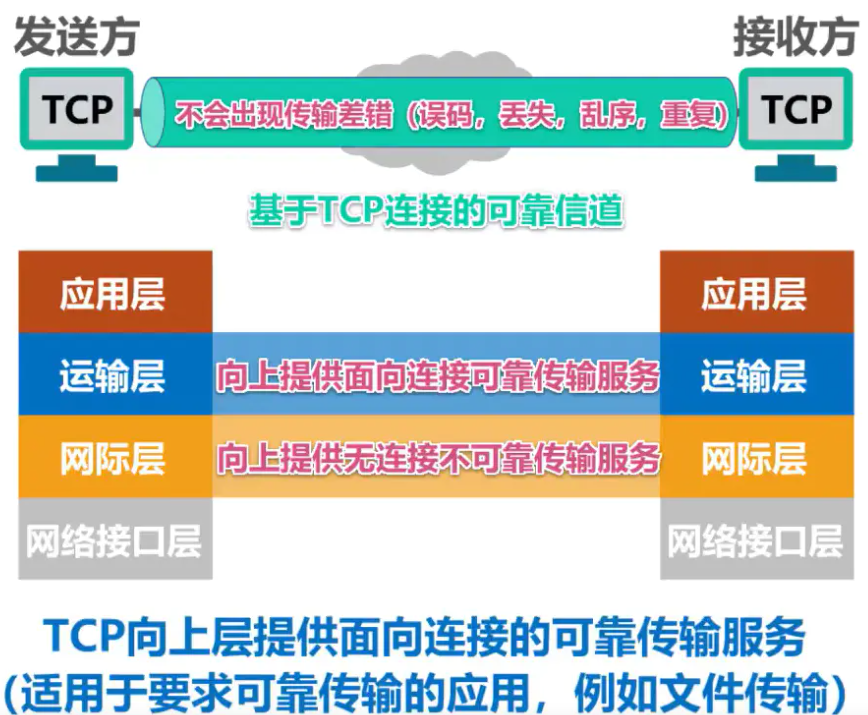 发送方 接收方
TCP 不会出现传输差错（误码，丢失，乱序，重复） TCP
基于TCP连接的可靠信道
应用层 应用层
运输层 向上提供面向连接可靠传输服务 运输层
网际层 向上提供无连接不可靠传输服务 网际层
网络接口层 网络接口层
TCP向上层提供面向连接的可靠传输服务
（适用于要求可靠传输的应用，例如文件传输）